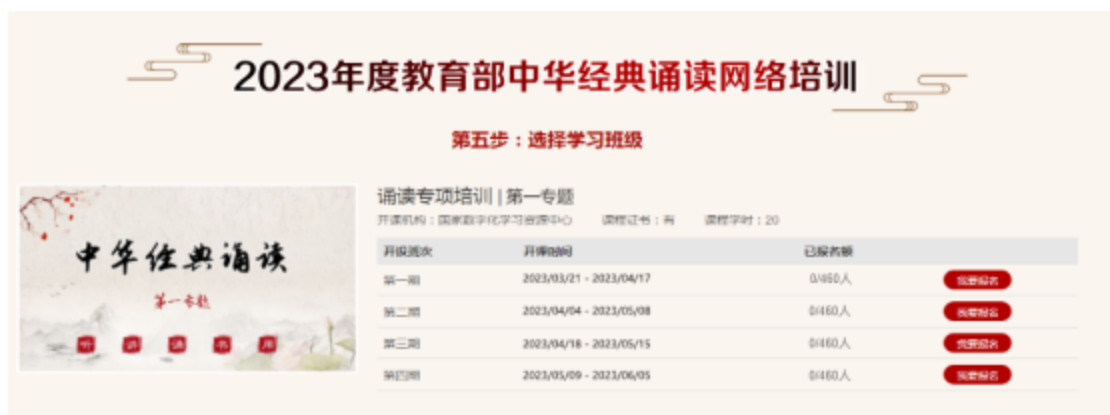 2023年度教育部中华经典诵读网络培训
第五步：选择学习班级
中华经典诵读
第一专题
听 讲 诵 书 用
诵读专项培训 | 第一专题
开课机构：国家数字化学习资源中心 课程证书：有 课程学时：20
开设班次 开课时间 已报名额
第一期 2023/03/21 - 2023/04/17 0/460人 我要报名
第二期 2023/04/04 - 2023/05/08 0/460人 我要报名
第三期 2023/04/18 - 2023/05/15 0/460人 我要报名
第四期 2023/05/09 - 2023/06/05 0/460人 我要报名